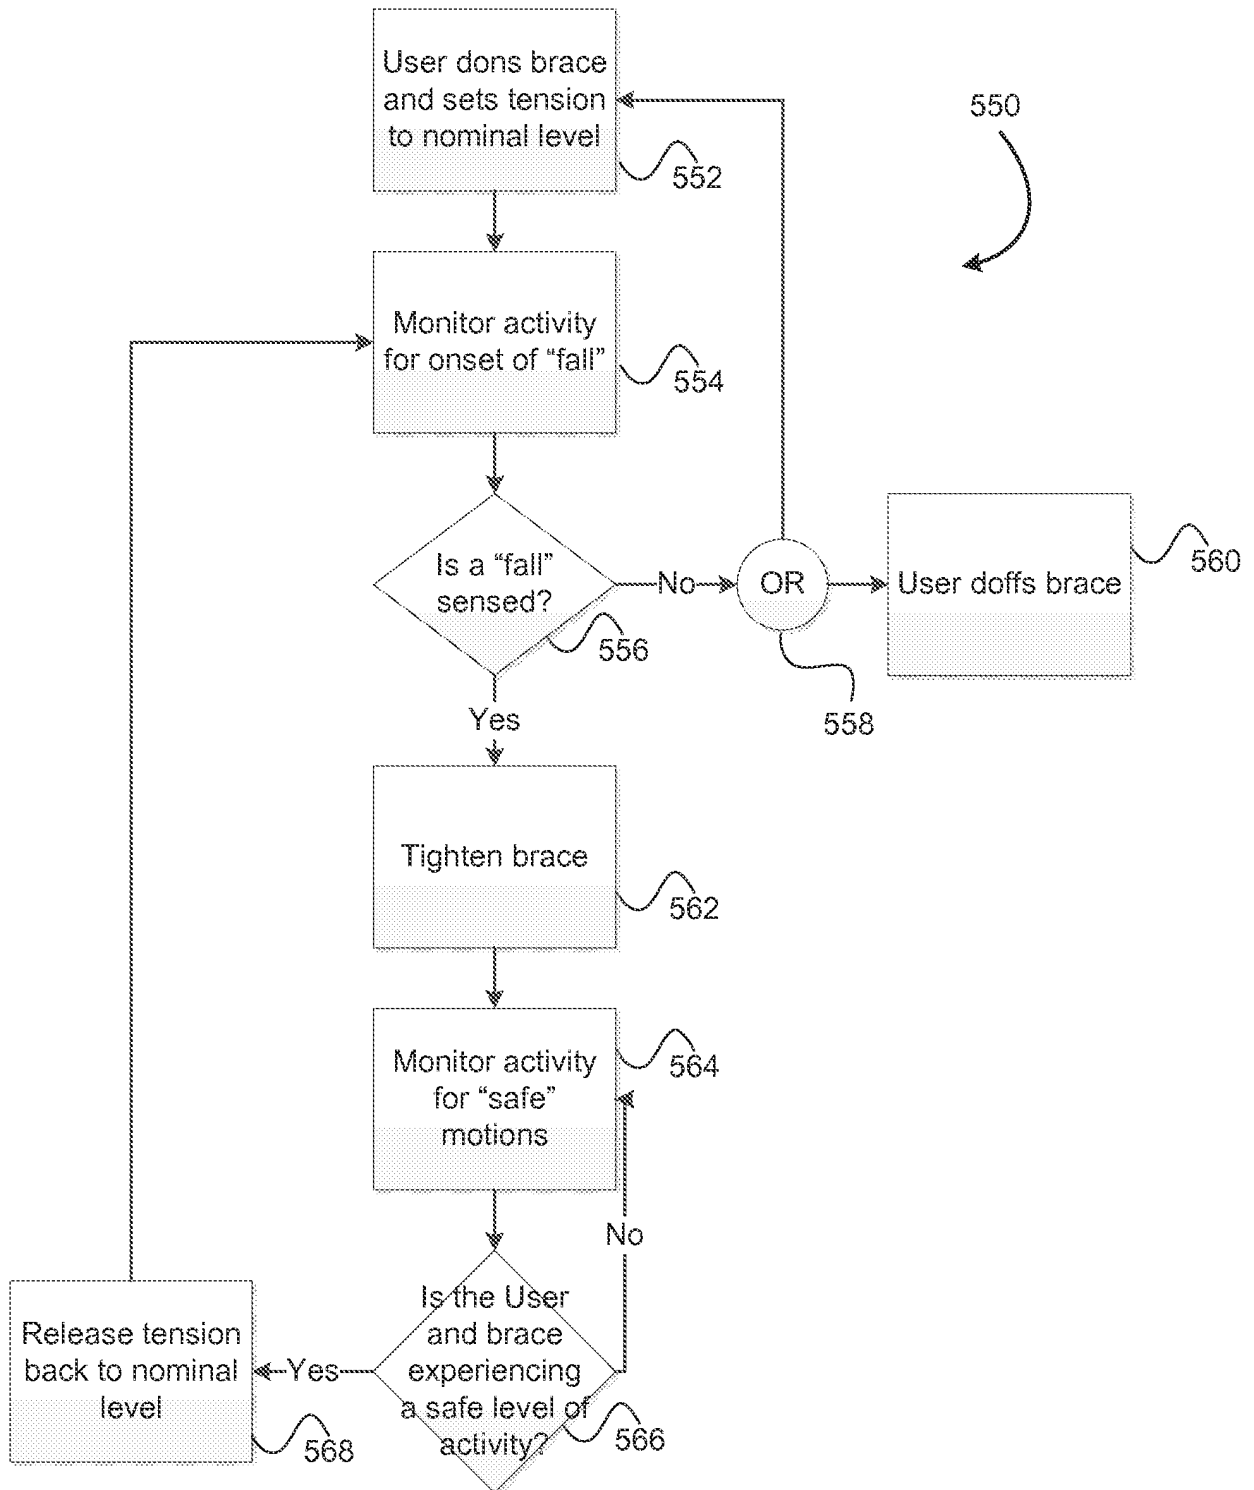 User dons brace
and sets tension
to nominal level
552
550
Monitor activity
for onset of “fall”
554
Is a “fall”
sensed?
556
No
OR
558
User doffs brace
560
Yes
Tighten brace
562
Monitor activity
for “safe”
motions
564
No
Is the User
and brace
experiencing
a safe level of
activity?
566
Yes
Release tension
back to nominal
level
568